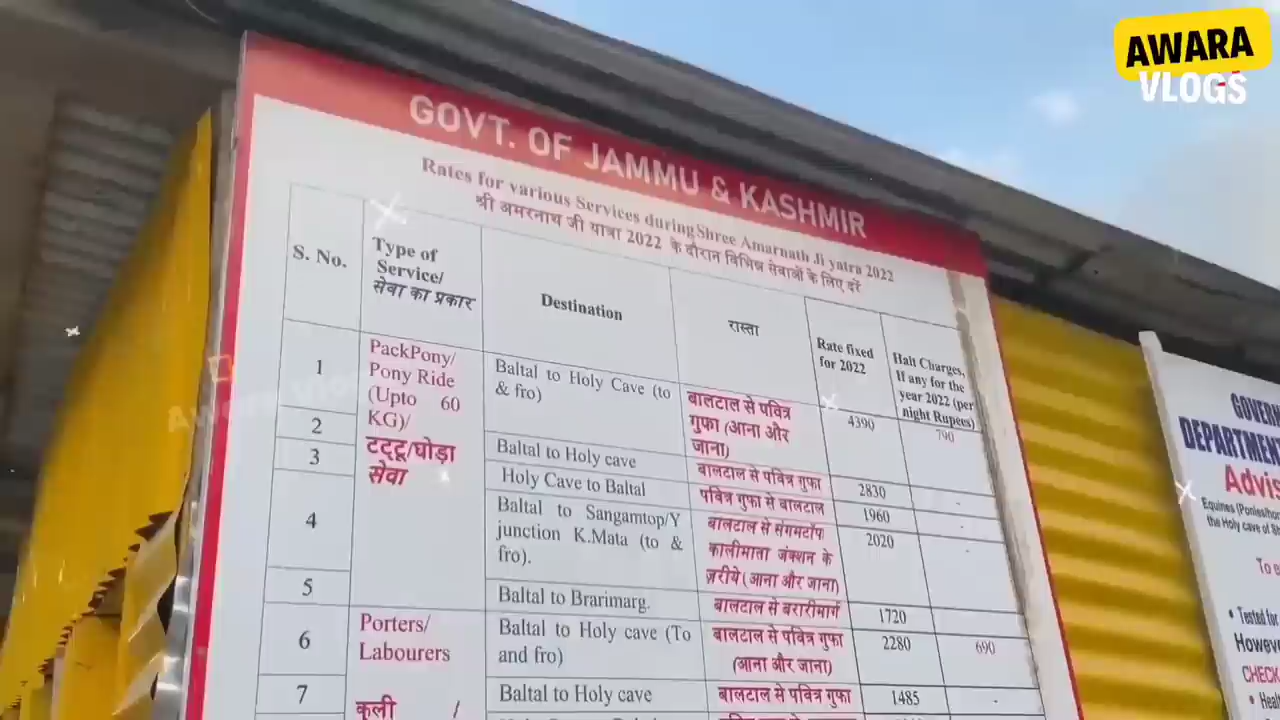 AWARA
VLOGS
GOVT. OF JAMMU & KASHMIR
Rates for various Services during Shree Amarnath Ji yatra 2022
श्री अमरनाथ जी यात्रा 2022 के दौरान विभिन्न सेवाओं के लिए दरें
S. No.
Type of
Service/
सेवा का प्रकार
Destination
रास्ता
Rate fixed
for 2022
Halt Charges,
If any for the
year 2022 (per
night Rupees)
1
PackPony/
Pony Ride
(Upto 60
KG)/
टट्टू/घोड़ा
सेवा
Baltal to Holy Cave (to
& fro)
बालटाल से पवित्र
गुफा (आना और
जाना)
4390
790
2
Baltal to Holy cave
बालटाल से पवित्र गुफा
2830
-
3
Holy Cave to Baltal
पवित्र गुफा से बालटाल
1960
-
4
Baltal to Sangamtop/Y
junction K.Mata (to &
fro).
बालटाल से संगमटॉप
कालीमाता जंक्शन के
ज़रीये (आना और जाना)
2020
-
5
Baltal to Brarimarg.
बालटाल से बरारीमार्ग
1720
6
Porters/
Labourers
कुली /
Baltal to Holy cave (To
and fro)
बालटाल से पवित्र गुफा
(आना और जाना)
2280
690
7
Baltal to Holy cave
बालटाल से पवित्र गुफा
1485
-
GOVERN
DEPARTMENT
Advis
Equines (Ponies/hor
the Holy cave of S
To e
• Tested for
Howev
CHECK
• Hea